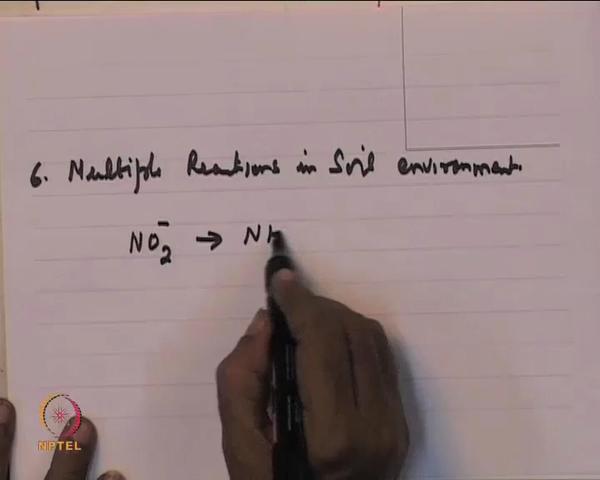 6. Multiple Reactions in Soil environment.
NO₂⁻ → NH
NPTEL